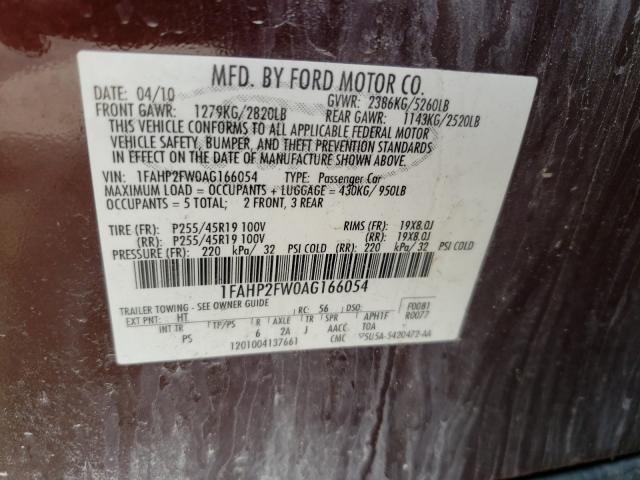 MFD. BY FORD MOTOR CO.
DATE: 04/10 GVWR: 2386KG/5260LB
FRONT GAWR: 1279KG/2820LB REAR GAWR: 1143KG/2520LB
THIS VEHICLE CONFORMS TO ALL APPLICABLE FEDERAL MOTOR
VEHICLE SAFETY, BUMPER, AND THEFT PREVENTION STANDARDS
IN EFFECT ON THE DATE OF MANUFACTURE SHOWN ABOVE.
VIN: 1FAHP2FW0AG166054 TYPE: Passenger Car
MAXIMUM LOAD = OCCUPANTS + LUGGAGE = 430KG/950LB
OCCUPANTS = 5 TOTAL; 2 FRONT, 3 REAR
TIRE (FR): P255/45R19 100V RIMS (FR): 19X8.0J
(RR): P255/45R19 100V (RR): 19X8.0J
PRESSURE (FR): 220 kPa/ 32 PSI COLD (RR): 220 kPa/ 32 PSI COLD
1FAHP2FW0AG166054
TRAILER TOWING - SEE OWNER GUIDE RC: 56 DSO: F0081
EXT PNT: HT APH1F R0077
INT TR TP/PS R AXLE TR SPR AACC. T0A
6 2A J CMC
1201004137661 5U5A-5420472-AA